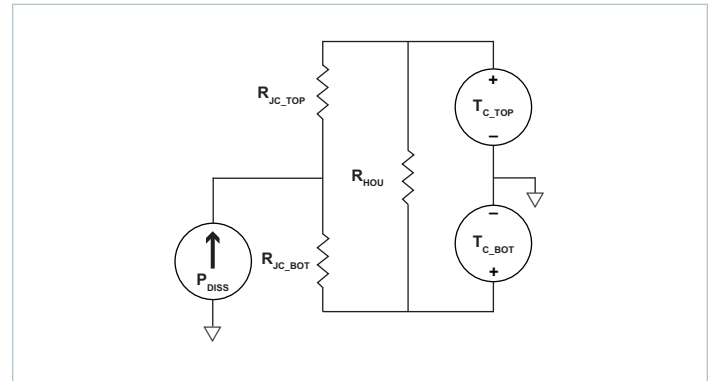 R_JC_TOP
+
T_C_TOP
–
R_HOU
–
T_C_BOT
+
R_JC_BOT
P_DISS